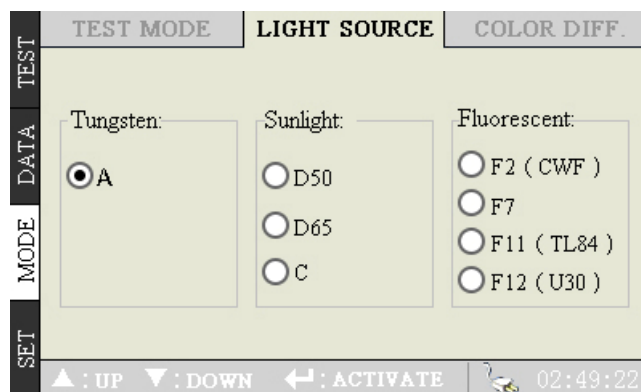 TEST MODE
LIGHT SOURCE
COLOR DIFF.
TEST
DATA
MODE
SET
Tungsten:
A
Sunlight:
D50
D65
C
Fluorescent:
F2 ( CWF )
F7
F11 ( TL84 )
F12 ( U30 )
▲ : UP ▼ : DOWN ↵ : ACTIVATE 02:49:22